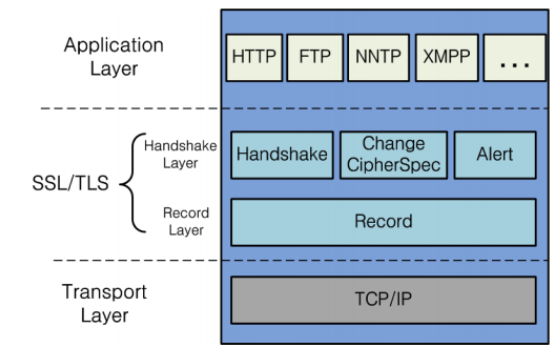 Application
Layer
HTTP
FTP
NNTP
XMPP
...
SSL/TLS
Handshake
Layer
Handshake
Change
CipherSpec
Alert
Record
Layer
Record
Transport
Layer
TCP/IP